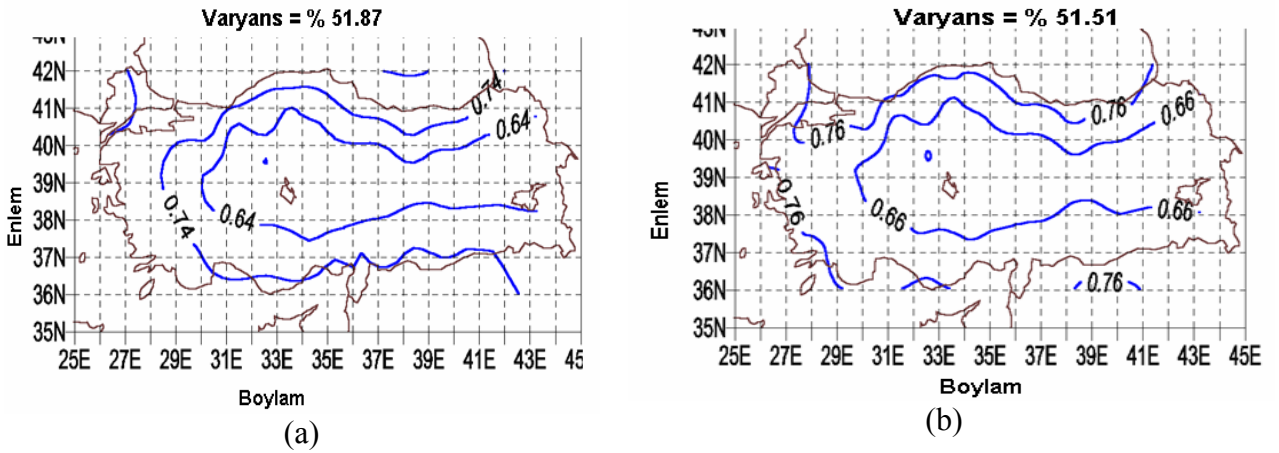 Varyans = % 51.87
43N
42N
41N
40N
39N
38N
37N
36N
35N
25E 27E 29E 31E 33E 35E 37E 39E 41E 43E 45
Enlem
Boylam
0.74
0.64
0.74
0.64
(a)
Varyans = % 51.51
43N
42N
41N
40N
39N
38N
37N
36N
35N
25E 27E 29E 31E 33E 35E 37E 39E 41E 43E 45E
Enlem
Boylam
0.76
0.76
0.66
0.76
0.66
0.66
0.76
(b)